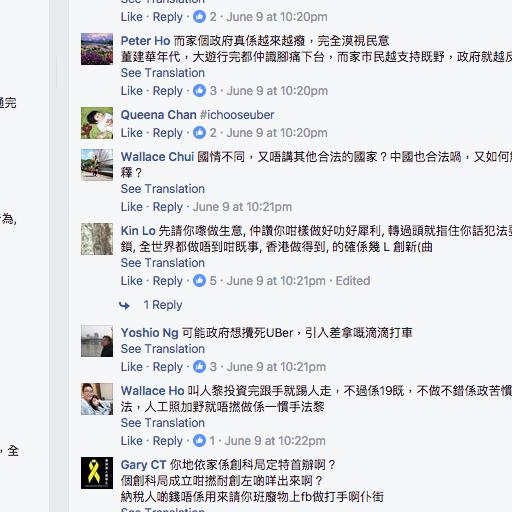 See Translation
Like · Reply · 2 · June 9 at 10:20pm
Peter Ho 而家個政府真係越來越癈，完全漠視民意
董建華年代，大遊行完都仲識腳痛下台，而家市民越支持既野，政府就越反
See Translation
Like · Reply · 3 · June 9 at 10:20pm
通完
Queena Chan #ichooseuber
Like · Reply · 2 · June 9 at 10:20pm
Wallace Chui 國情不同，又唔講其他合法的國家？中國也合法喎，又如何解
釋？
See Translation
Like · Reply · June 9 at 10:21pm
為,
Kin Lo 先請你嚟做生意, 仲讚你咁樣做好叻好犀利, 轉過頭就指住你話犯法要
鎖, 全世界都做唔到咁既事, 香港做得到, 的確係幾 L 創新(曲
See Translation
Like · Reply · 5 · June 9 at 10:21pm · Edited
1 Reply
Yoshio Ng 可能政府想攪死UBer，引入差拿嘅滴滴打車
See Translation
Like · Reply · 3 · June 9 at 10:21pm
Wallace Ho 叫人黎投資完跟手就踢人走，不過係19既，不做不錯係政苦慣
法，人工照加野就唔撚做係一慣手法黎
See Translation
Like · Reply · 1 · June 9 at 10:22pm
，全
Gary CT 你地依家係創科局定特首辦啊？
個創科局成立咁撚耐創左啲咩出來啊？
納稅人啲錢唔係用來請你班廢物上fb做打手啊仆街
See Translation